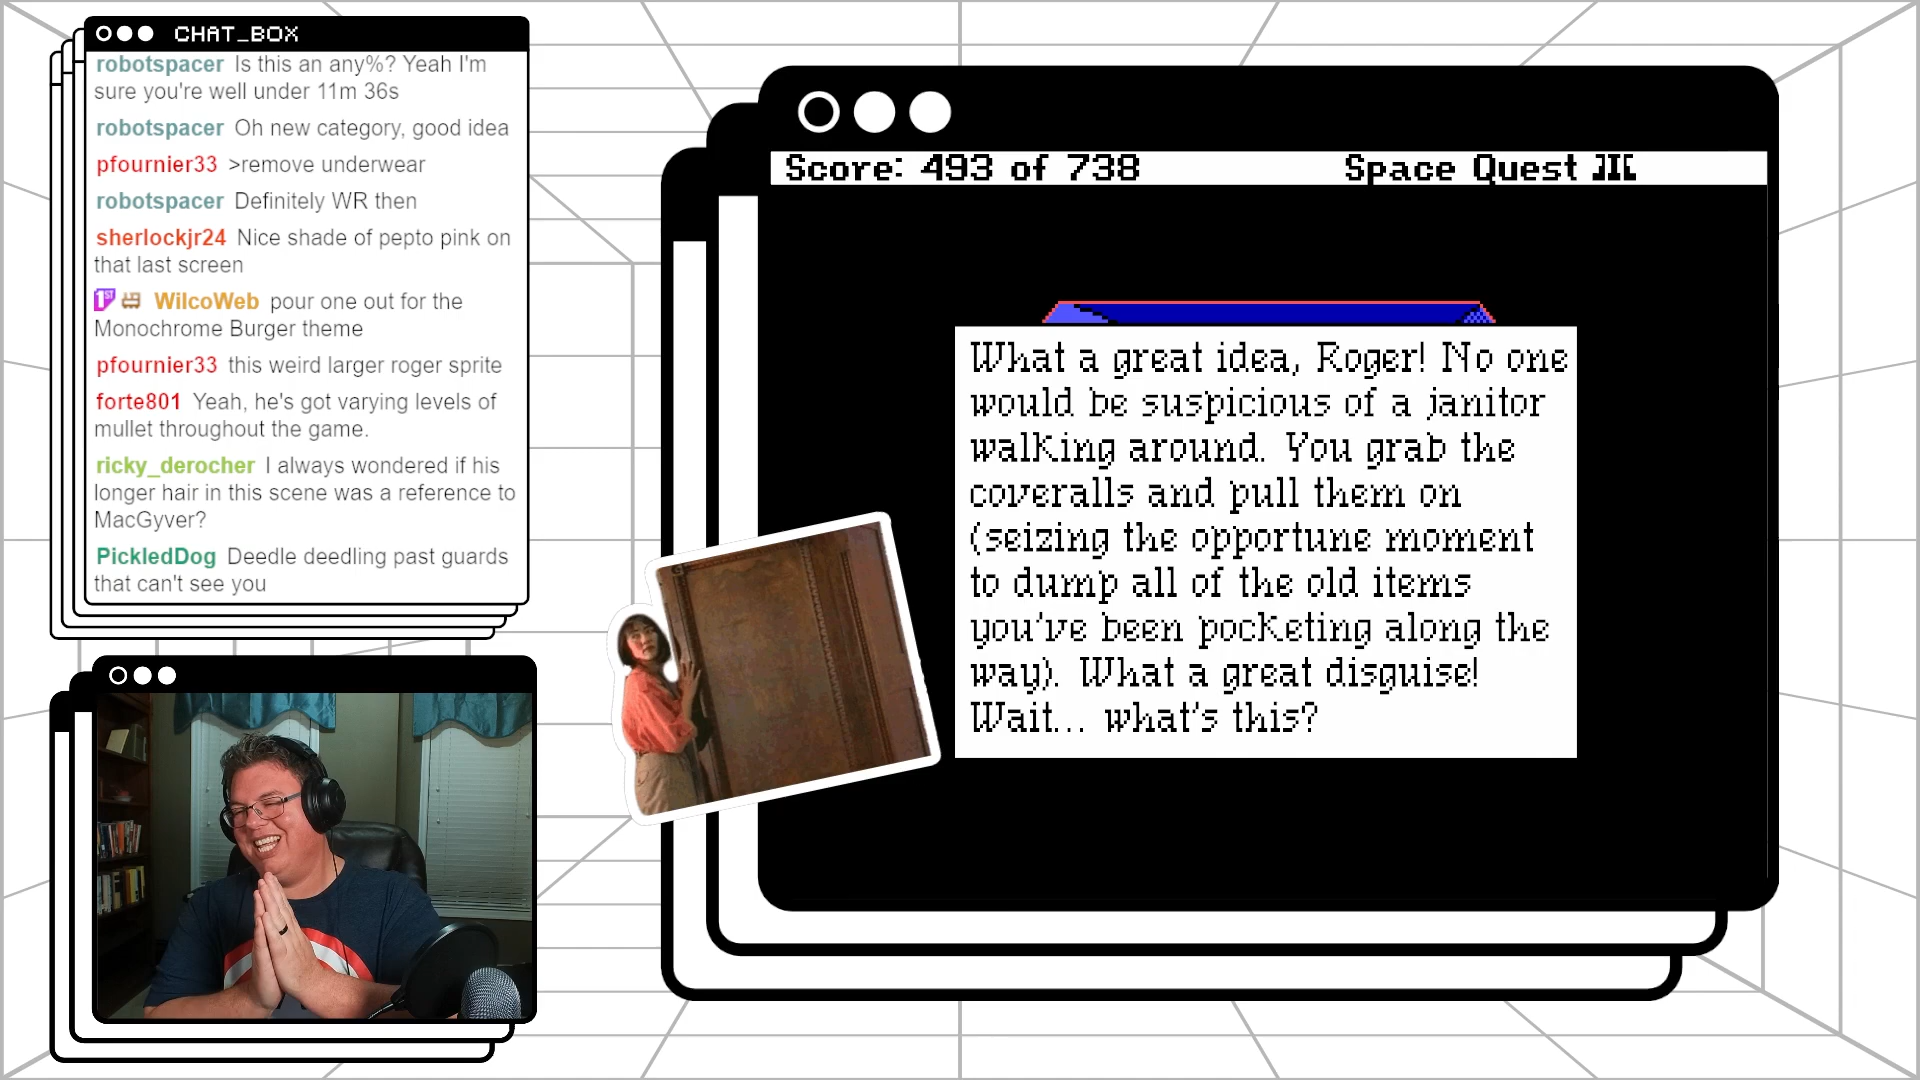 CHAT_BOX
robotspacer Is this an any%? Yeah I'm
sure you're well under 11m 36s
robotspacer Oh new category, good idea
pfournier33 >remove underwear
robotspacer Definitely WR then
sherlockjr24 Nice shade of pepto pink on
that last screen
1ST WilcoWeb pour one out for the
Monochrome Burger theme
pfournier33 this weird larger roger sprite
forte801 Yeah, he's got varying levels of
mullet throughout the game.
ricky_derocher I always wondered if his
longer hair in this scene was a reference to
MacGyver?
PickledDog Deedle deedling past guards
that can't see you
Score: 493 of 738 Space Quest III
What a great idea, Roger! No one
would be suspicious of a janitor
walking around. You grab the
coveralls and pull them on
(seizing the opportune moment
to dump all of the old items
you've been pocketing along the
way). What a great disguise!
Wait... what's this?